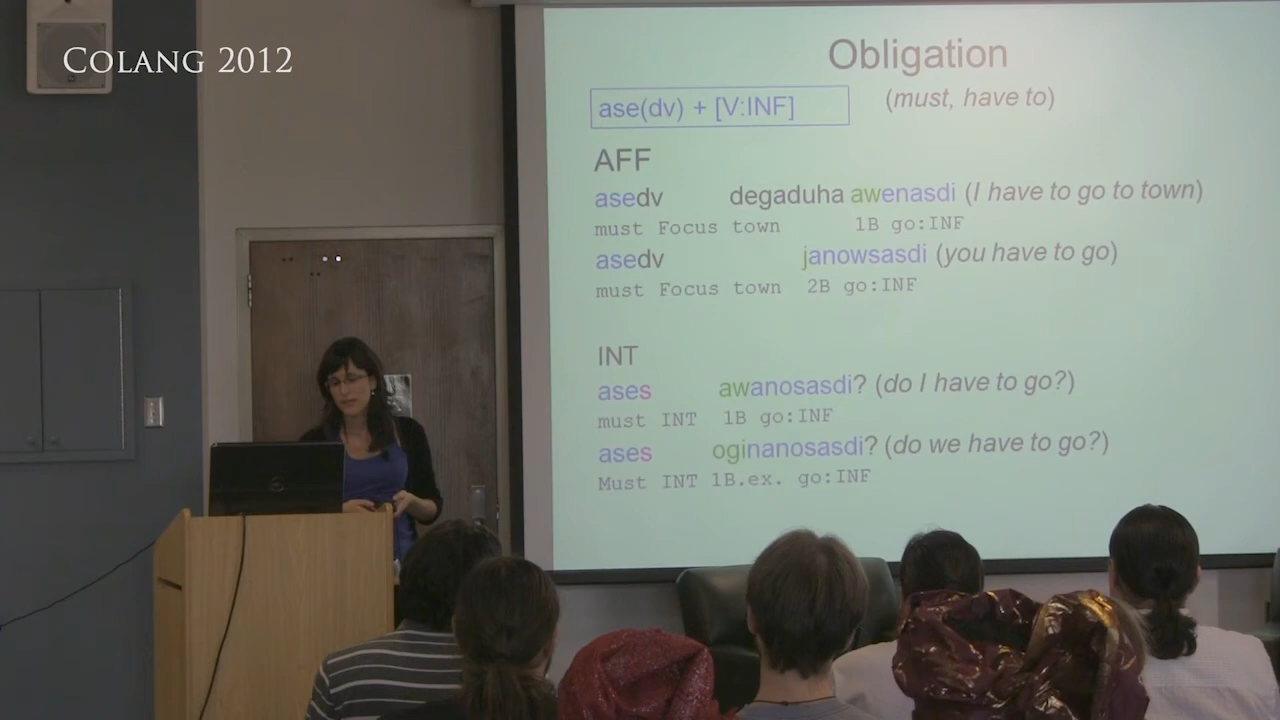 COLANG 2012
Obligation
ase(dv) + [V:INF] (must, have to)
AFF
asedv degaduha awenasdi (I have to go to town)
must Focus town 1B go:INF
asedv janowsasdi (you have to go)
must Focus town 2B go:INF
INT
ases awanosasdi? (do I have to go?)
must INT 1B go:INF
ases oginanosasdi? (do we have to go?)
Must INT 1B.ex. go:INF